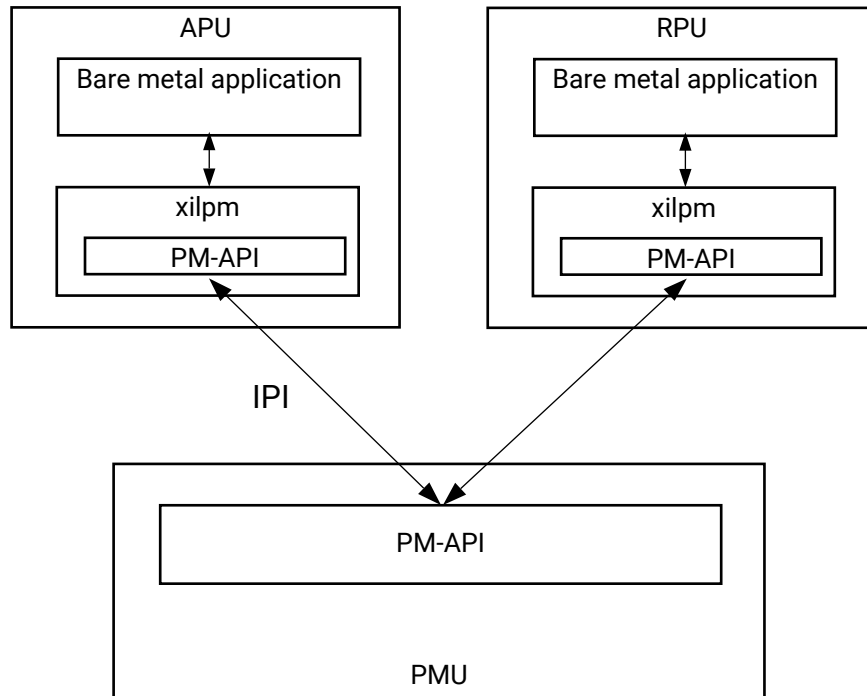 APU
Bare metal application
xilpm
PM-API
RPU
Bare metal application
xilpm
PM-API
IPI
PM-API
PMU